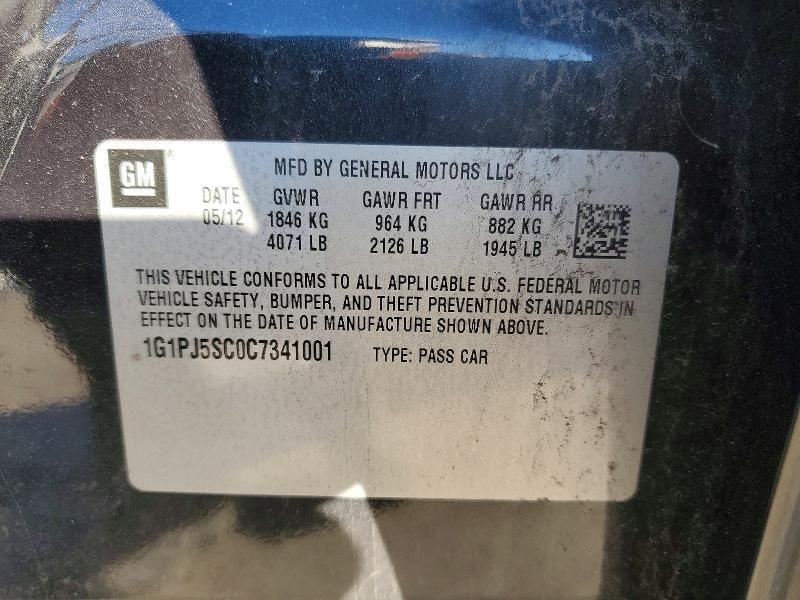 GM
MFD BY GENERAL MOTORS LLC
DATE GVWR GAWR FRT GAWR RR
05/12 1846 KG 964 KG 882 KG
4071 LB 2126 LB 1945 LB
THIS VEHICLE CONFORMS TO ALL APPLICABLE U.S. FEDERAL MOTOR
VEHICLE SAFETY, BUMPER, AND THEFT PREVENTION STANDARDS IN
EFFECT ON THE DATE OF MANUFACTURE SHOWN ABOVE.
1G1PJ5SC0C7341001 TYPE: PASS CAR